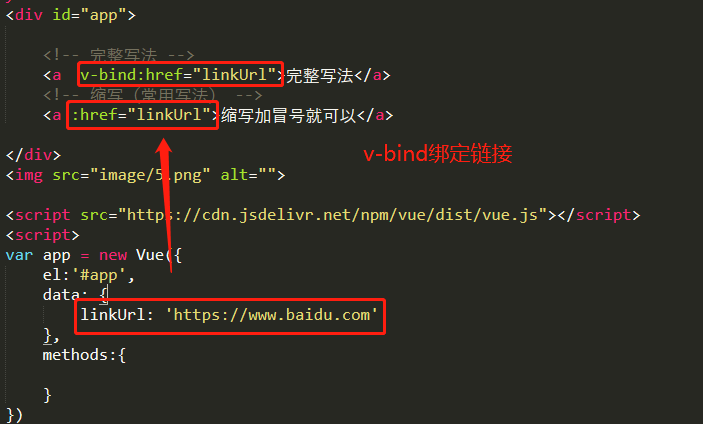 <div id="app">
<!-- 完整写法 -->
<a  v-bind:href="linkUrl">完整写法</a>
<!-- 缩写（常用写法） -->
<a :href="linkUrl">缩写加冒号就可以</a>
</div>
v-bind绑定链接
<img src="image/5.png" alt="">
<script src="https://cdn.jsdelivr.net/npm/vue/dist/vue.js"></script>
<script>
var app = new Vue({
el:'#app',
data: {
linkUrl: 'https://www.baidu.com'
},
methods:{
}
})